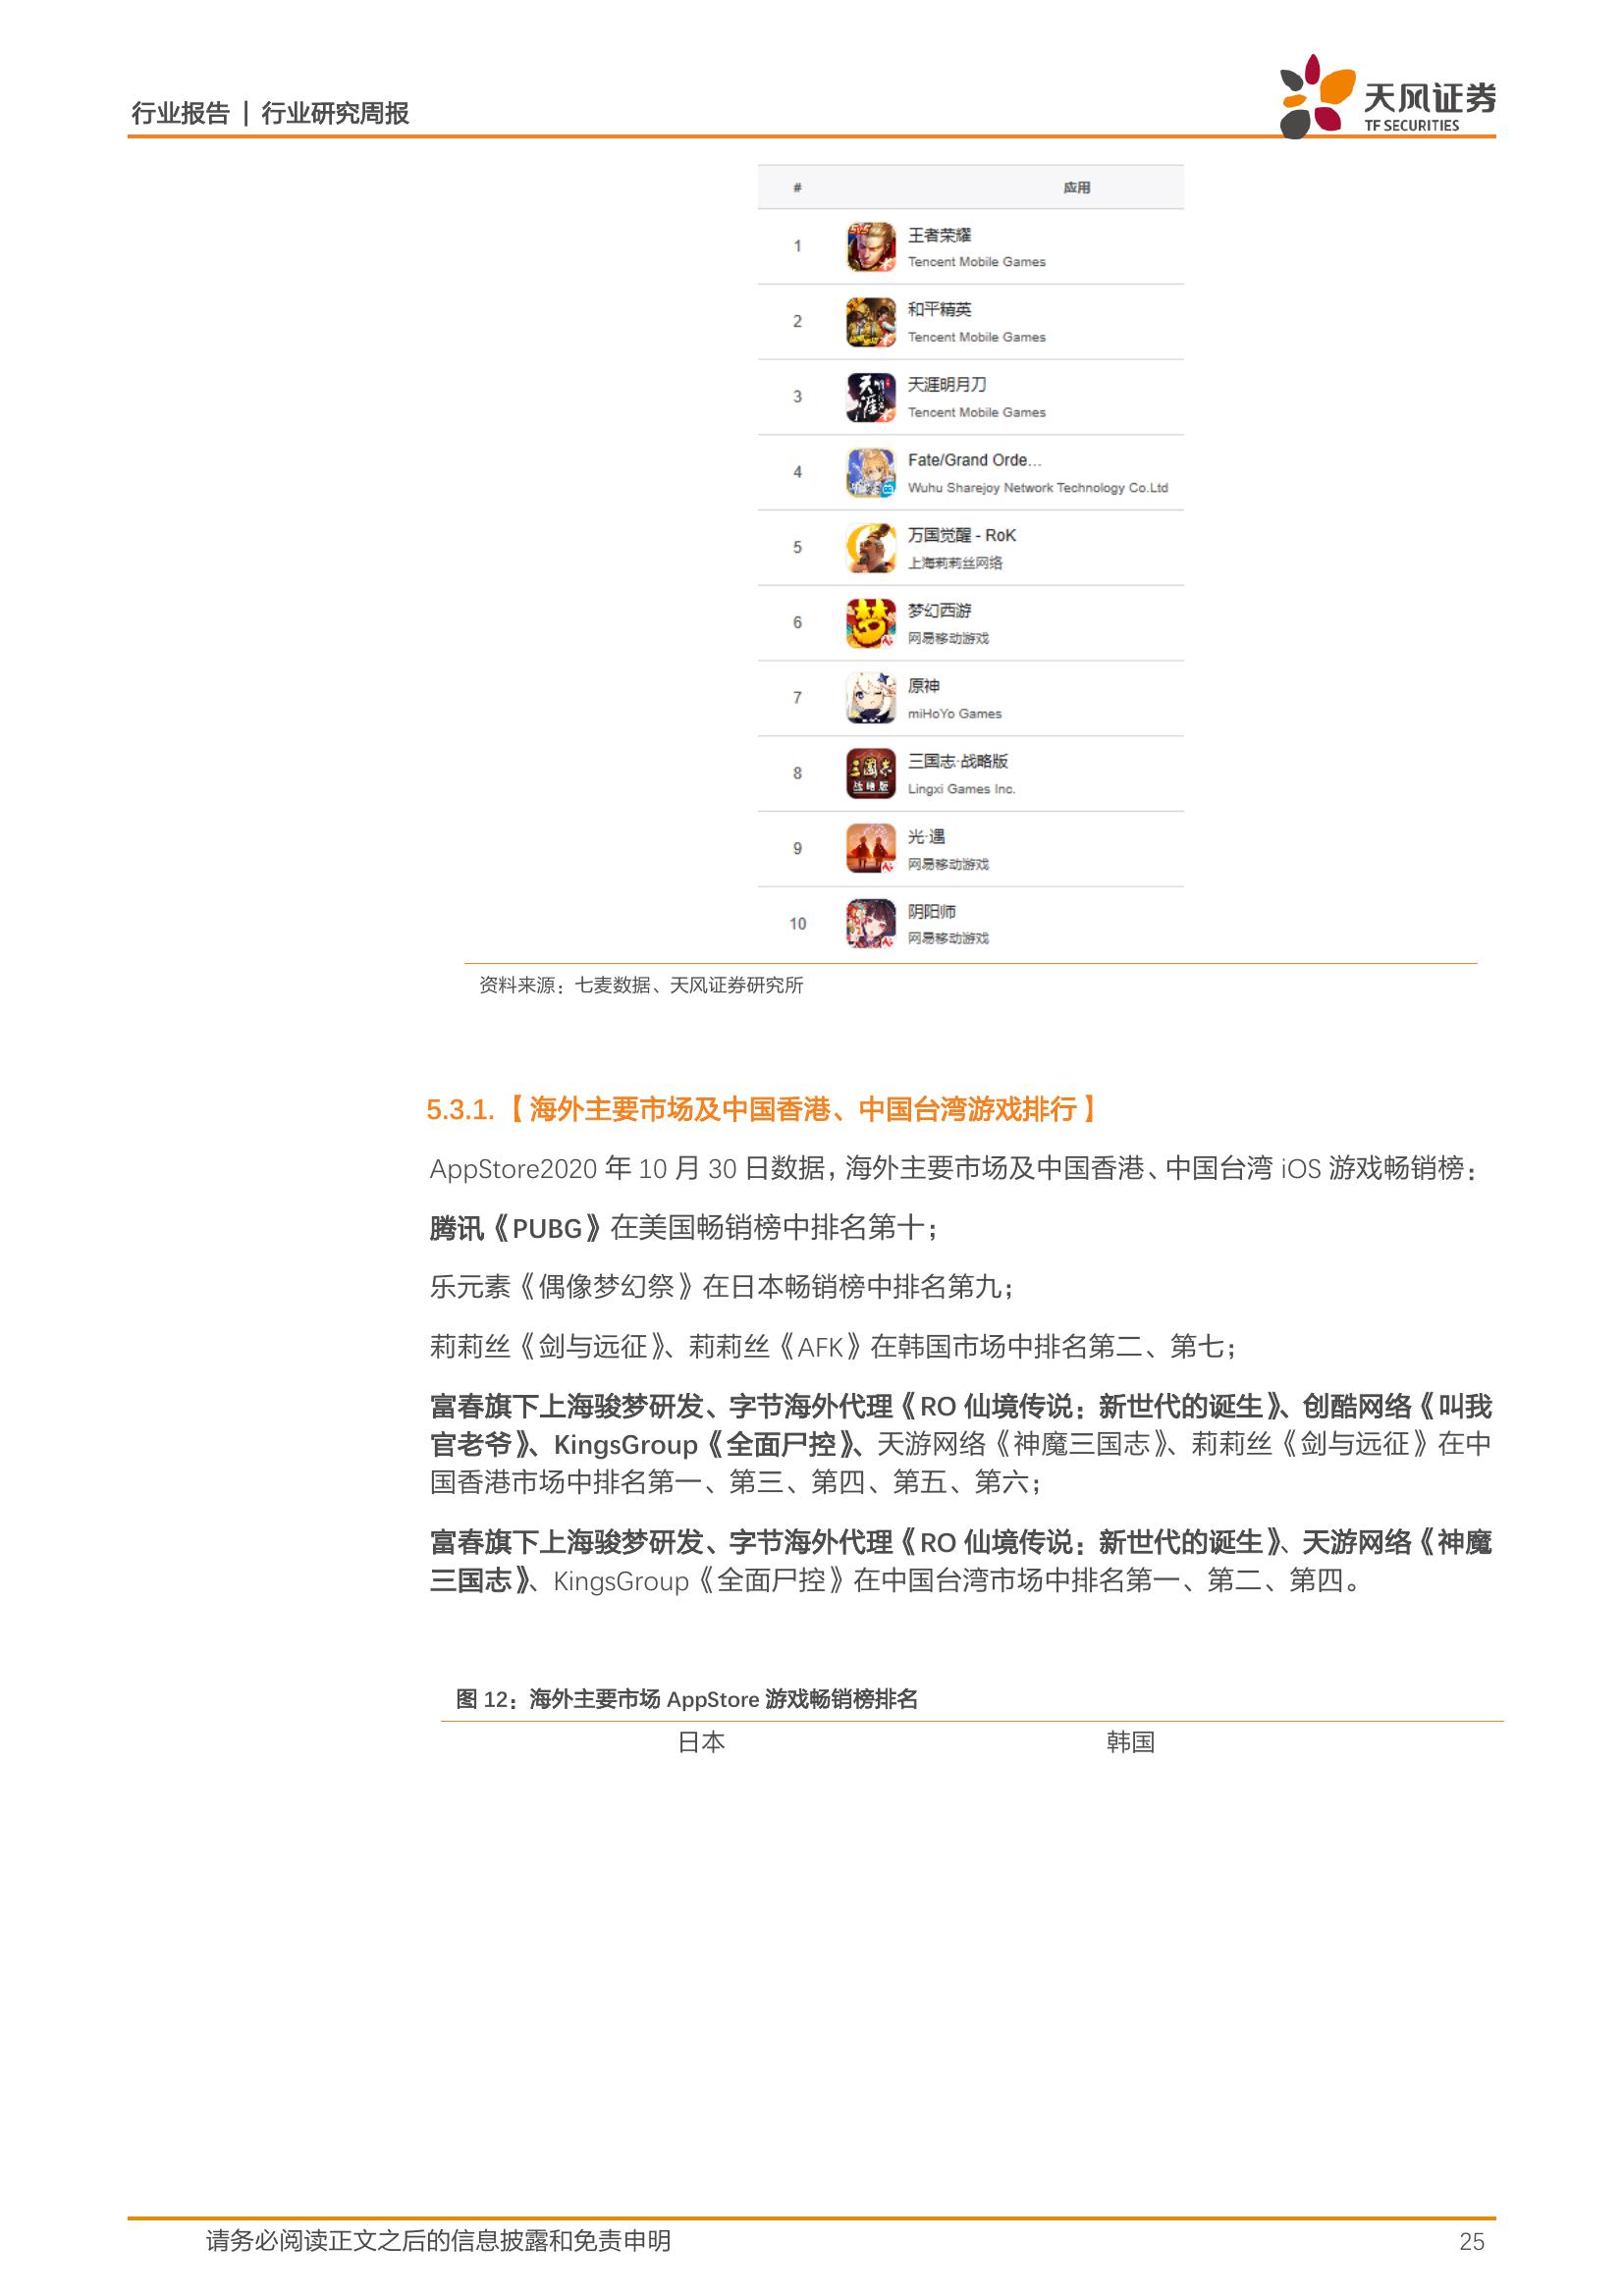 行业报告 | 行业研究周报
天风证券
TF SECURITIES
# 应用
1 王者荣耀
Tencent Mobile Games
2 和平精英
Tencent Mobile Games
3 天涯明月刀
Tencent Mobile Games
4 Fate/Grand Orde...
Wuhu Sharejoy Network Technology Co.Ltd
5 万国觉醒 - RoK
上海莉莉丝网络
6 梦幻西游
网易移动游戏
7 原神
miHoYo Games
8 三国志·战略版
Lingxi Games Inc.
9 光·遇
网易移动游戏
10 阴阳师
网易移动游戏
资料来源：七麦数据、天风证券研究所
5.3.1.【海外主要市场及中国香港、中国台湾游戏排行】
AppStore2020 年 10 月 30 日数据，海外主要市场及中国香港、中国台湾 iOS 游戏畅销榜：
腾讯《PUBG》在美国畅销榜中排名第十；
乐元素《偶像梦幻祭》在日本畅销榜中排名第九；
莉莉丝《剑与远征》、莉莉丝《AFK》在韩国市场中排名第二、第七；
富春旗下上海骏梦研发、字节海外代理《RO 仙境传说：新世代的诞生》、创酷网络《叫我
官老爷》、KingsGroup《全面尸控》、天游网络《神魔三国志》、莉莉丝《剑与远征》在中
国香港市场中排名第一、第三、第四、第五、第六；
富春旗下上海骏梦研发、字节海外代理《RO 仙境传说：新世代的诞生》、天游网络《神魔
三国志》、KingsGroup《全面尸控》在中国台湾市场中排名第一、第二、第四。
图 12：海外主要市场 AppStore 游戏畅销榜排名
日本 韩国
请务必阅读正文之后的信息披露和免责申明 25